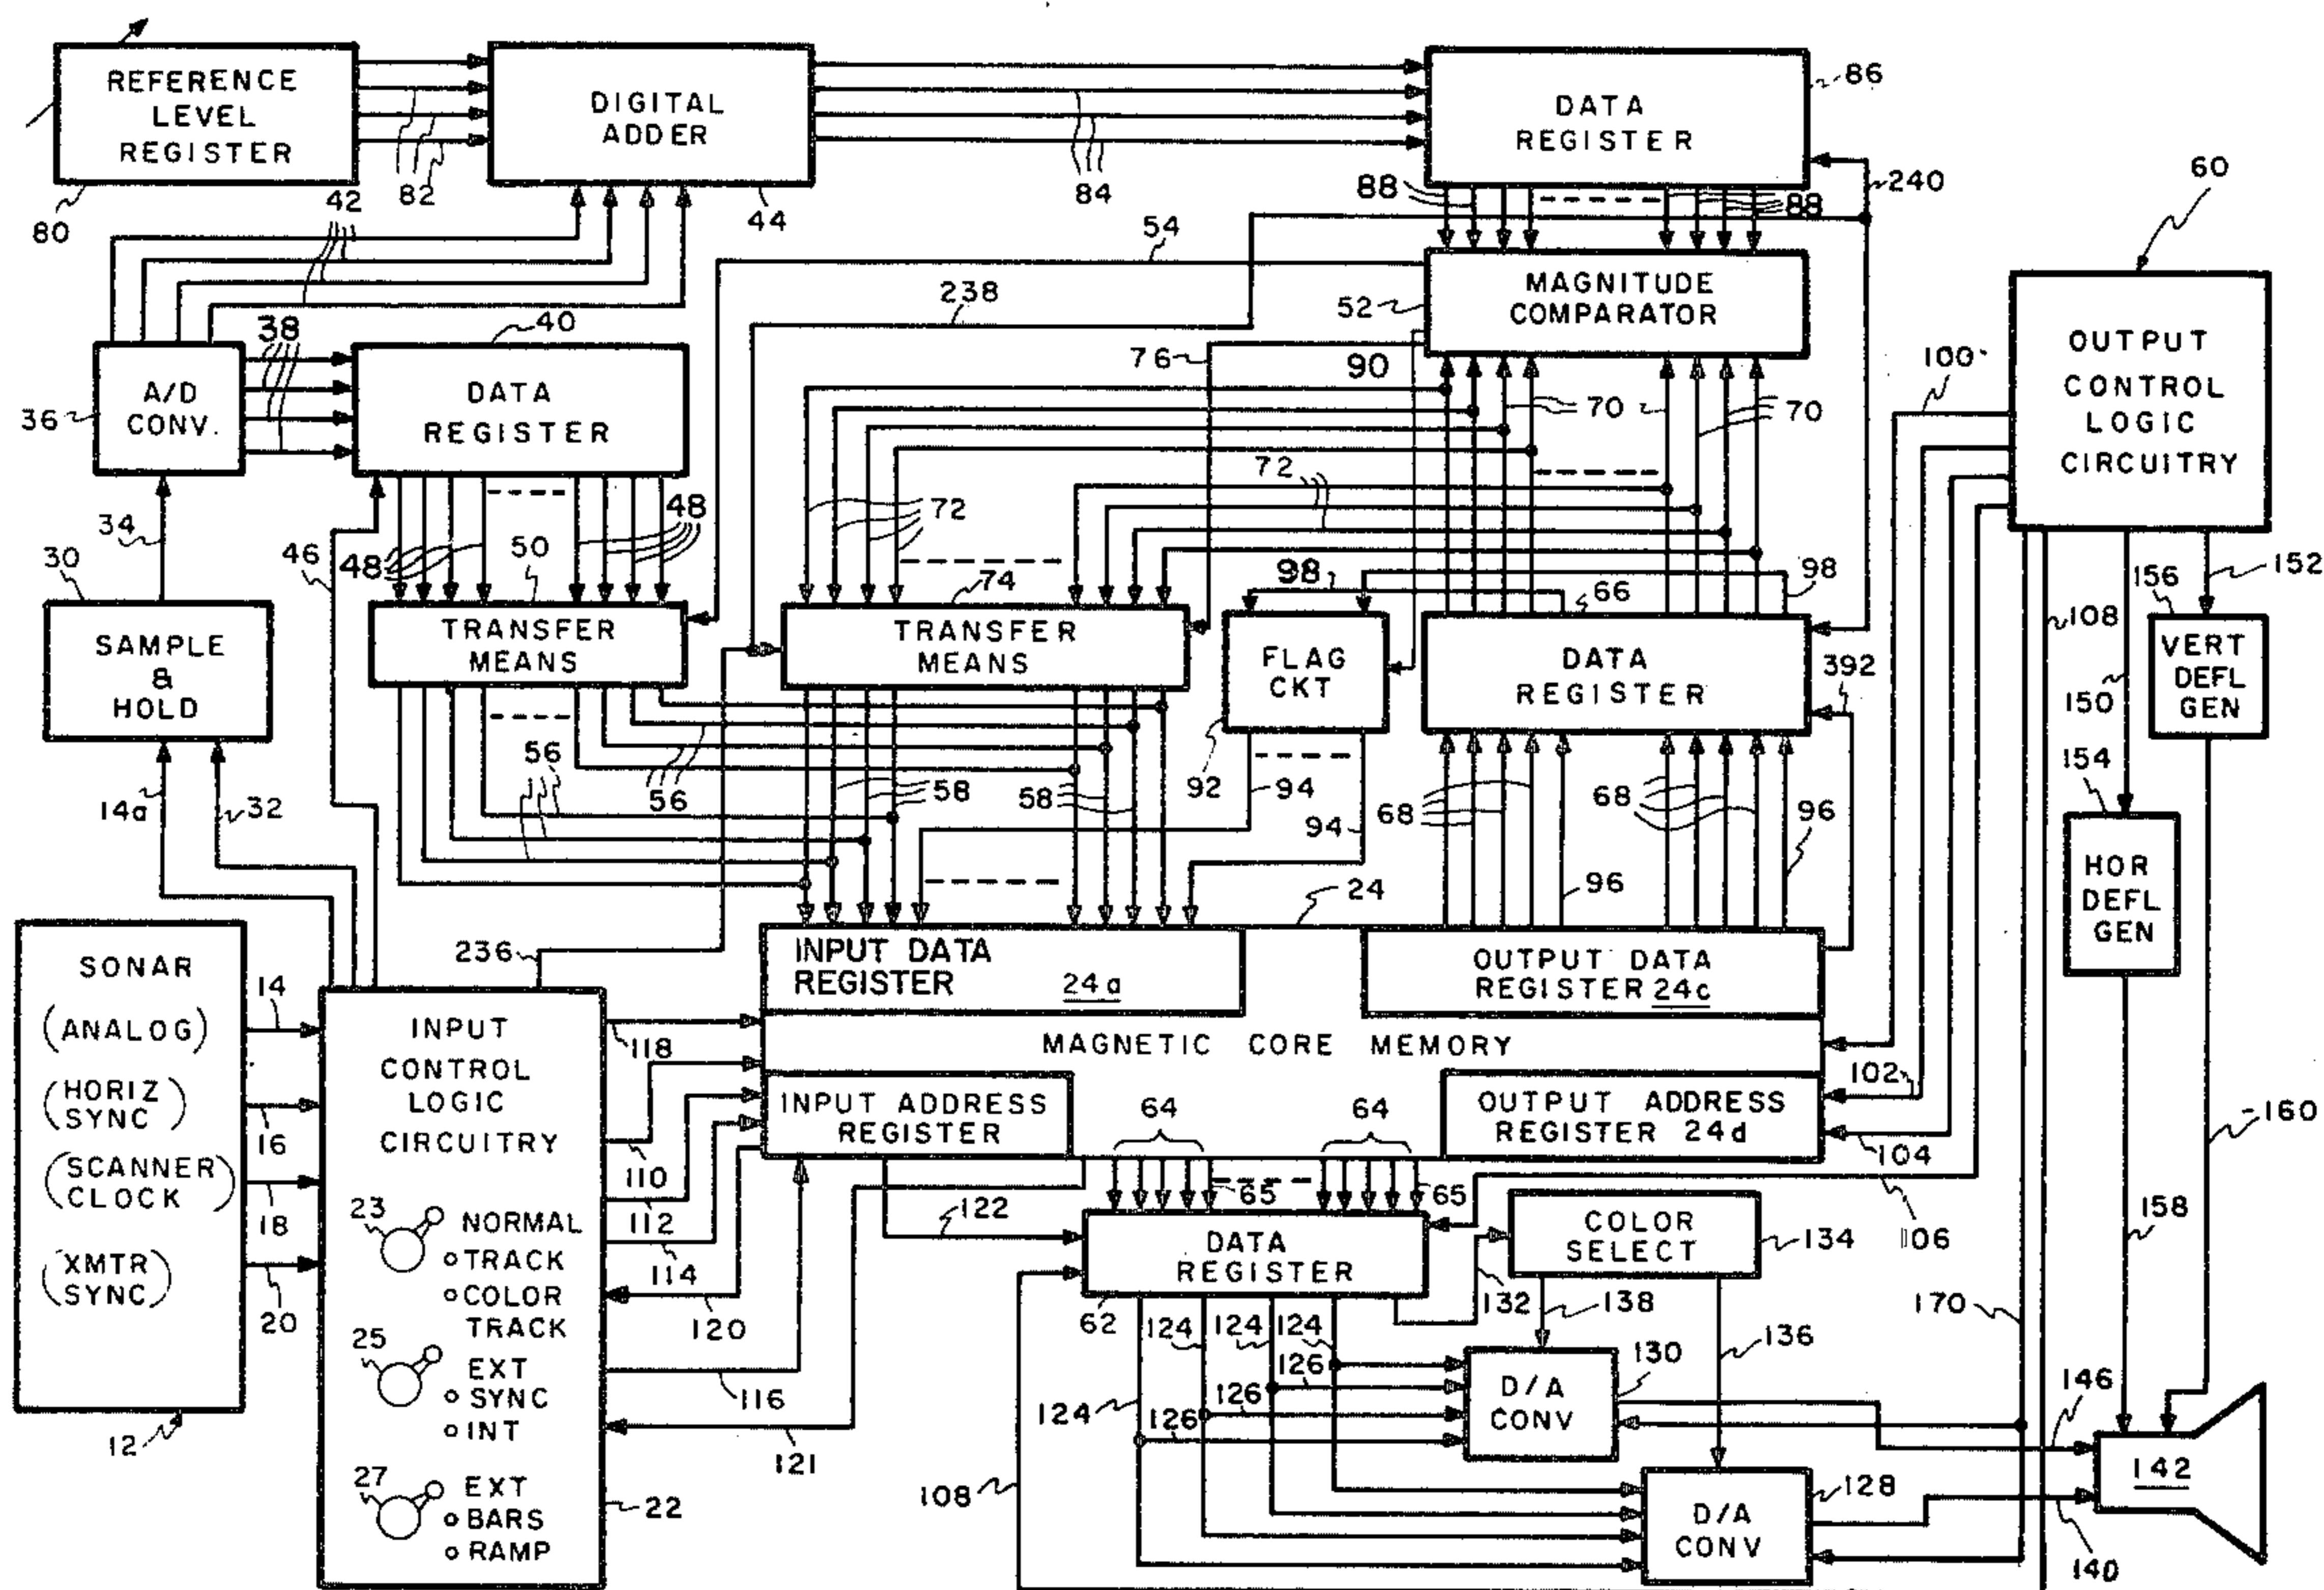 REFERENCE
LEVEL
REGISTER
80
82
42
DIGITAL
ADDER
44
84
DATA
REGISTER
86
88
88
240
60
54
238
52
MAGNITUDE
COMPARATOR
OUTPUT
CONTROL
LOGIC
CIRCUITRY
100
38
40
76
90
36
A/D
CONV.
DATA
REGISTER
70
70
72
72
34
46
48
48
50
74
98
66
98
30
SAMPLE
&
HOLD
TRANSFER
MEANS
TRANSFER
MEANS
FLAG
CKT
DATA
REGISTER
392
108
156
152
VERT
DEFL
GEN
150
154
14a
32
56
56
58
58
92
94
94
68
68
96
96
HOR
DEFL
GEN
24
236
SONAR
(ANALOG)
(HORIZ
SYNC)
(SCANNER
CLOCK)
(XMTR
SYNC)
12
14
16
18
20
INPUT
CONTROL
LOGIC
CIRCUITRY
23
NORMAL
TRACK
COLOR
TRACK
25
EXT
SYNC
INT
27
EXT
BARS
RAMP
22
118
110
112
114
120
116
121
INPUT DATA
REGISTER 24a
OUTPUT DATA
REGISTER 24c
MAGNETIC CORE MEMORY
INPUT ADDRESS
REGISTER
OUTPUT ADDRESS
REGISTER 24d
102
104
106
64
64
65
65
122
DATA
REGISTER
62
COLOR
SELECT
134
132
138
136
124
124
124
124
126
126
126
126
130
D/A
CONV
128
D/A
CONV
108
170
158
160
146
142
140